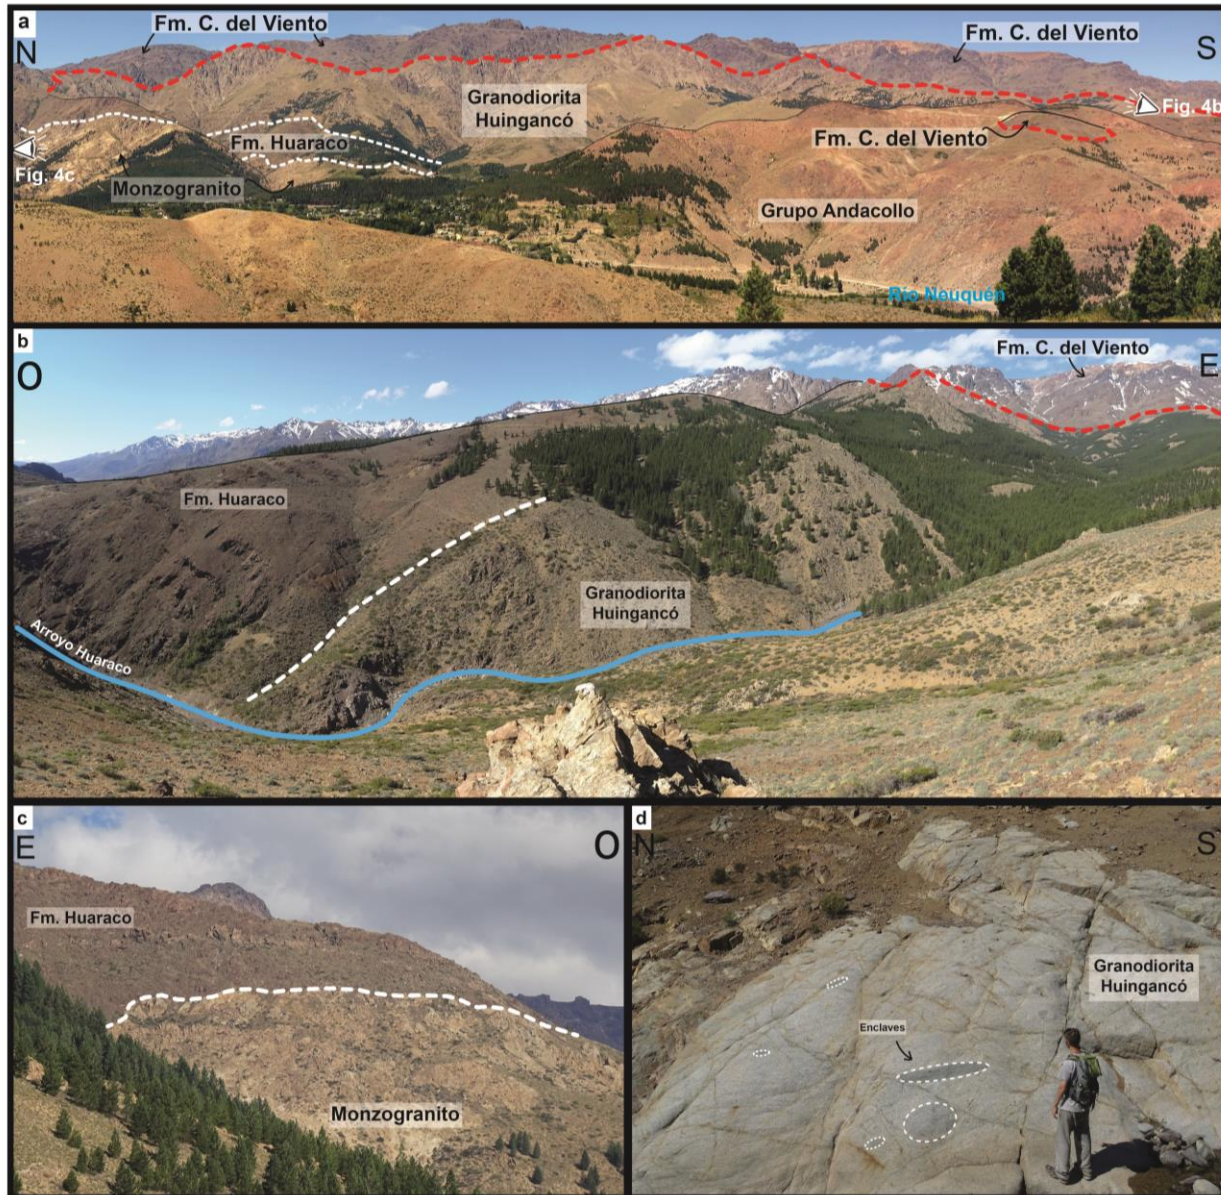 a
N
Fm. C. del Viento
Fm. C. del Viento
S
Granodiorita
Huingancó
Fig. 4b
Fm. Huaraco
Fm. C. del Viento
Fig. 4c
Monzogranito
Grupo Andacollo
Río Neuquén
b
O
Fm. C. del Viento
E
Fm. Huaraco
Granodiorita
Huingancó
Arroyo Huaraco
c
E
O
Fm. Huaraco
Monzogranito
d
N
S
Granodiorita
Huingancó
Enclaves